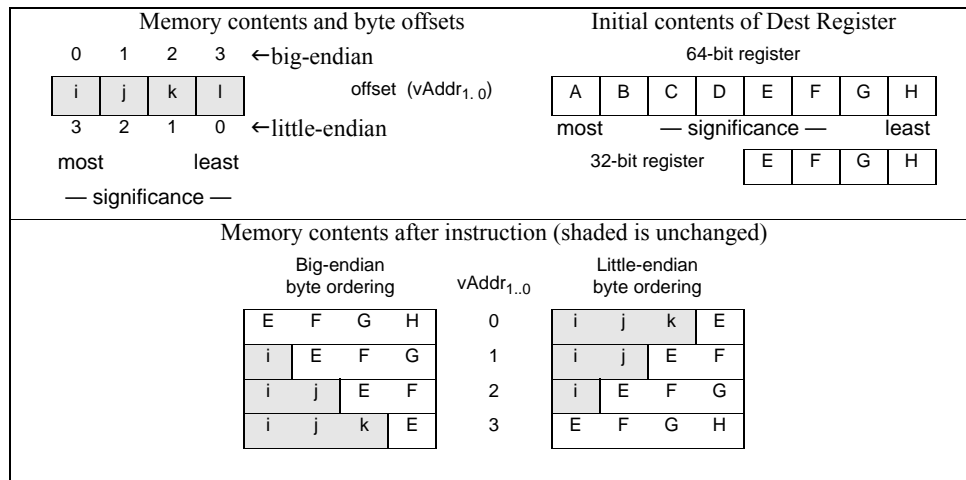 Memory contents and byte offsets
0 1 2 3 ←big-endian
i j k l offset (vAddr1. 0)
3 2 1 0 ←little-endian
most least
— significance —
Initial contents of Dest Register
64-bit register
A B C D E F G H
most — significance — least
32-bit register E F G H
Memory contents after instruction (shaded is unchanged)
Big-endian
byte ordering
vAddr1..0
Little-endian
byte ordering
E F G H 0 i j k E
i E F G 1 i j E F
i j E F 2 i E F G
i j k E 3 E F G H